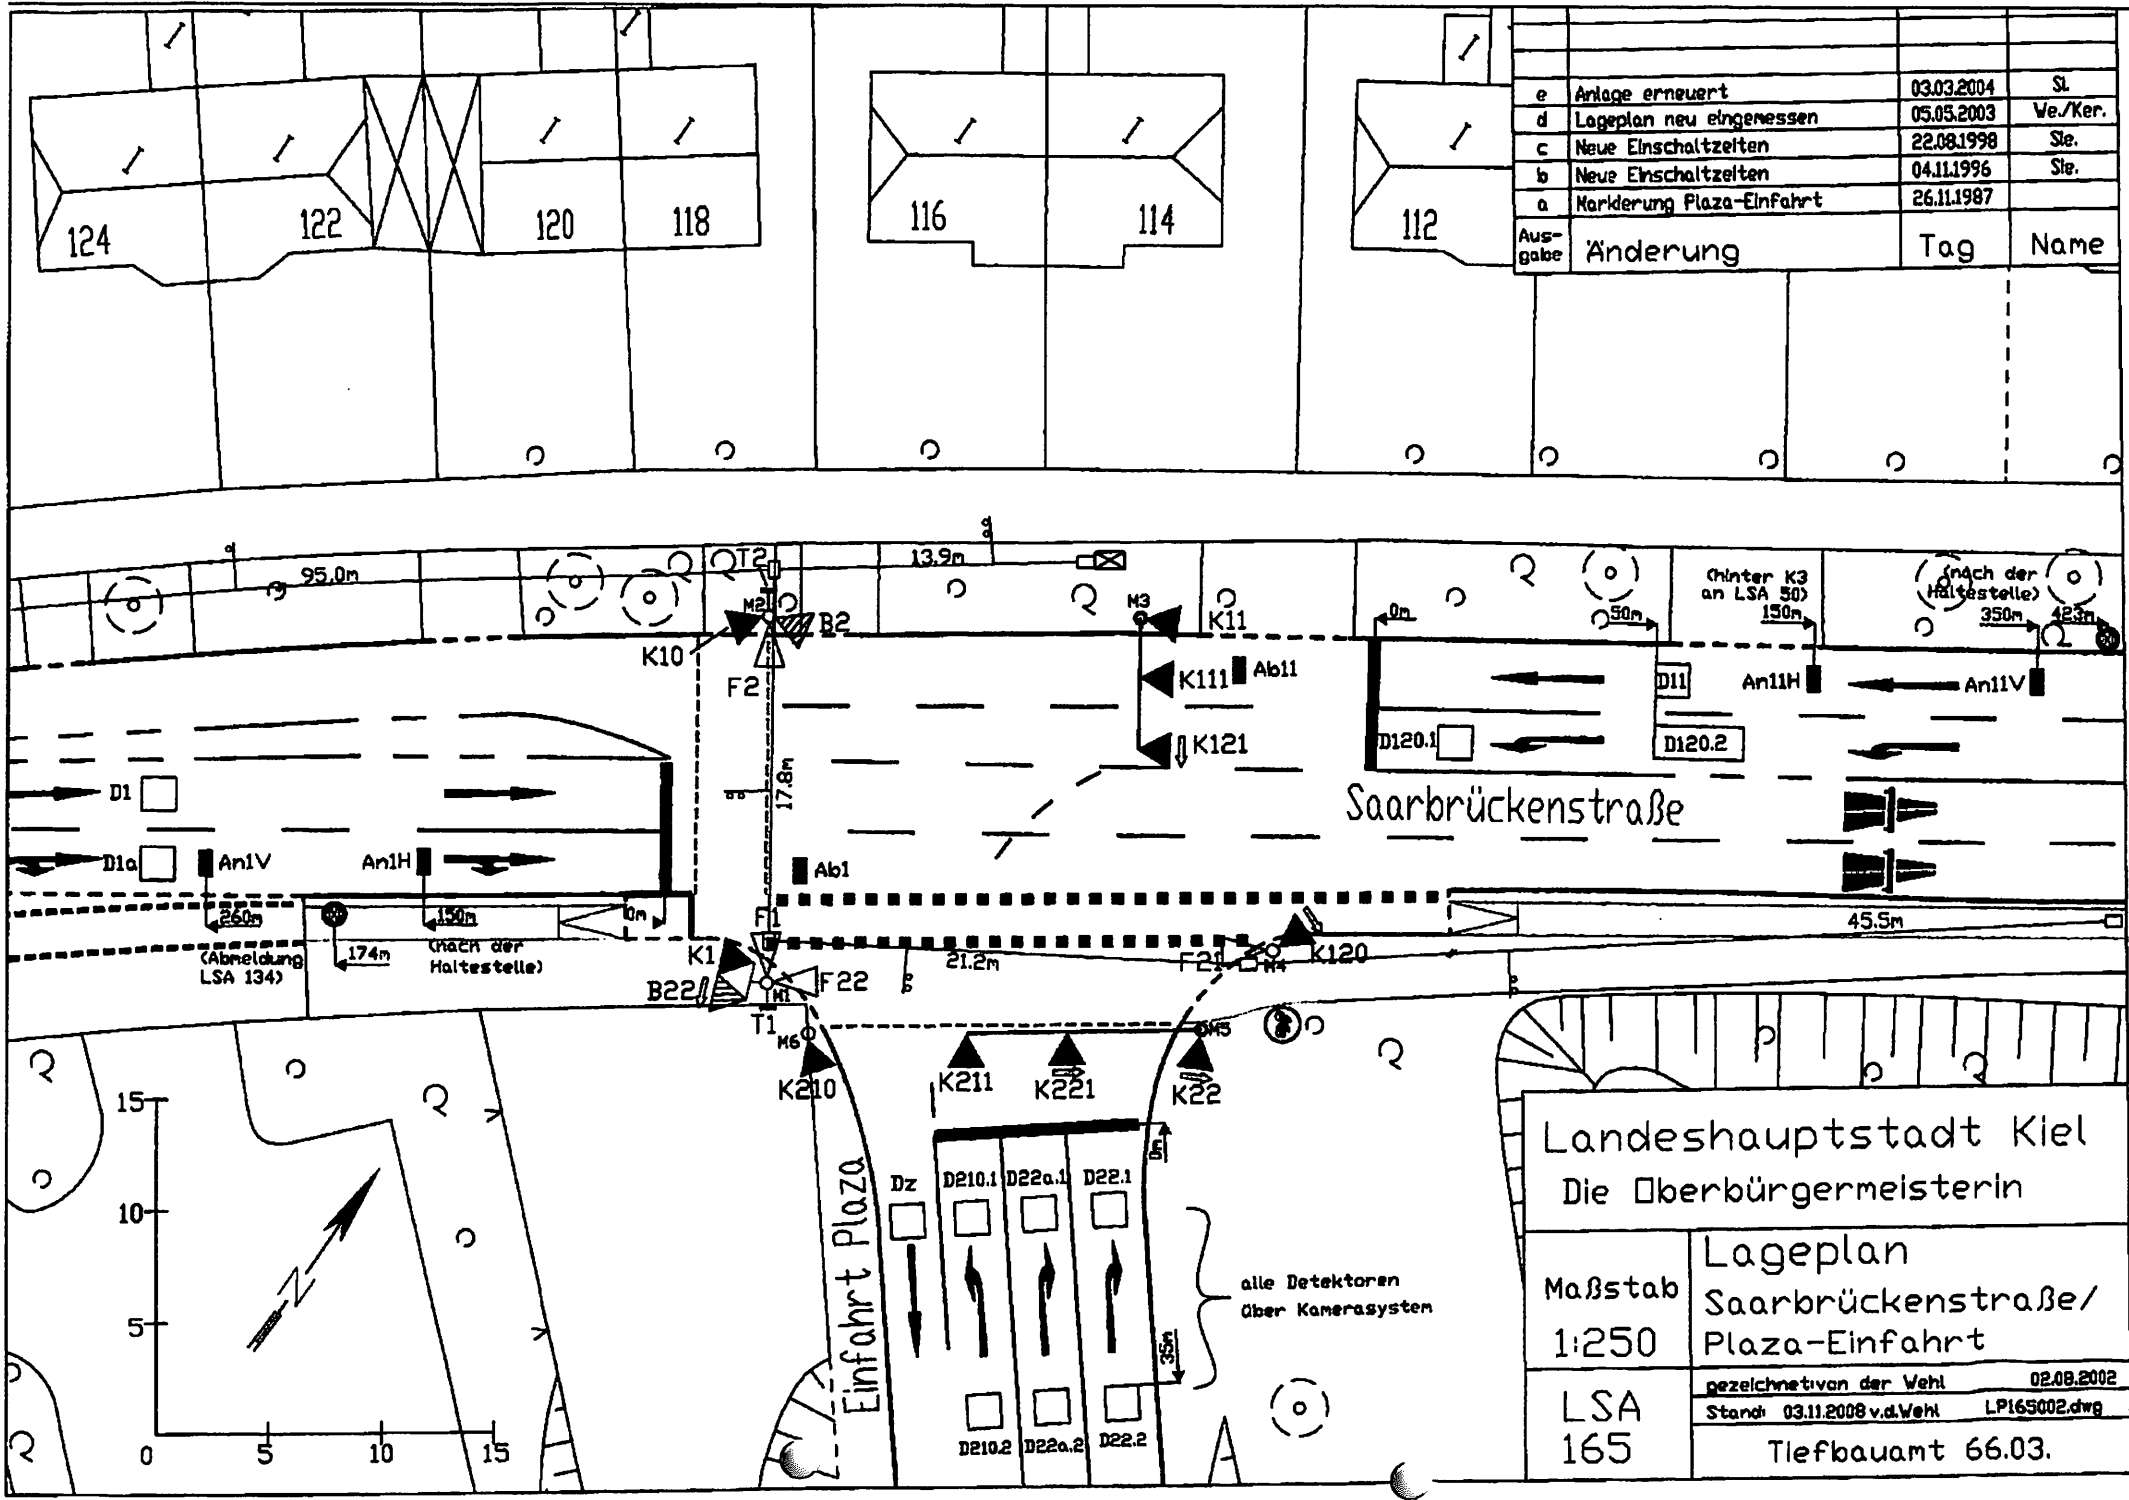 e Anlage erneuert 03.03.2004 SL
d Lageplan neu eingemessen 05.05.2003 We./Ker.
c Neue Einschaltzeiten 22.08.1998 Sle.
b Neue Einschaltzeiten 04.11.1996 Sle.
a Markierung Plaza-Einfahrt 26.11.1987
Aus-
gabe Änderung Tag Name
124
122
120
118
116
114
112
95.0m
T2
13.9m
M2
B2
K10
F2
M3
K11
K111
Ab11
K121
0m
50m
(hinter K3
an LSA 50)
150m
(nach der
Haltestelle)
350m
423m
D11
An11H
An11V
D120.1
D120.2
17.8m
Saarbrückenstraße
D1
D1a
An1V
An1H
Ab1
260m
150m
0m
(Abmeldung
LSA 134)
174m
(nach der
Haltestelle)
F1
K1
B22
F22
M1
T1
21.2m
F21
M4
K120
45.5m
M6
M5
K210
K211
K221
K22
0m
15
10
5
0
5
10
15
N
Einfahrt Plaza
Dz
D210.1
D22a.1
D22.1
alle Detektoren
über Kamerasystem
35m
D210.2
D22a.2
D22.2
Landeshauptstadt Kiel
Die Oberbürgermeisterin
Maßstab
1:250
Lageplan
Saarbrückenstraße/
Plaza-Einfahrt
LSA
165
gezeichnet:von der Wehl 02.08.2002
Stand: 03.11.2008 v.d.Wehl LP165002.dwg
Tiefbauamt 66.03.